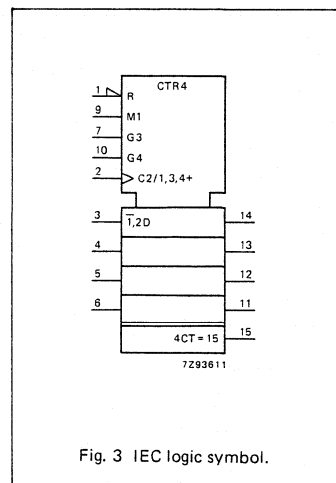 CTR4
1 R
9 M1
7 G3
10 G4
2 C2/1,3,4+
3 1̅,2D 14
4 13
5 12
6 11
4CT = 15 15
7Z93611
Fig. 3 IEC logic symbol.